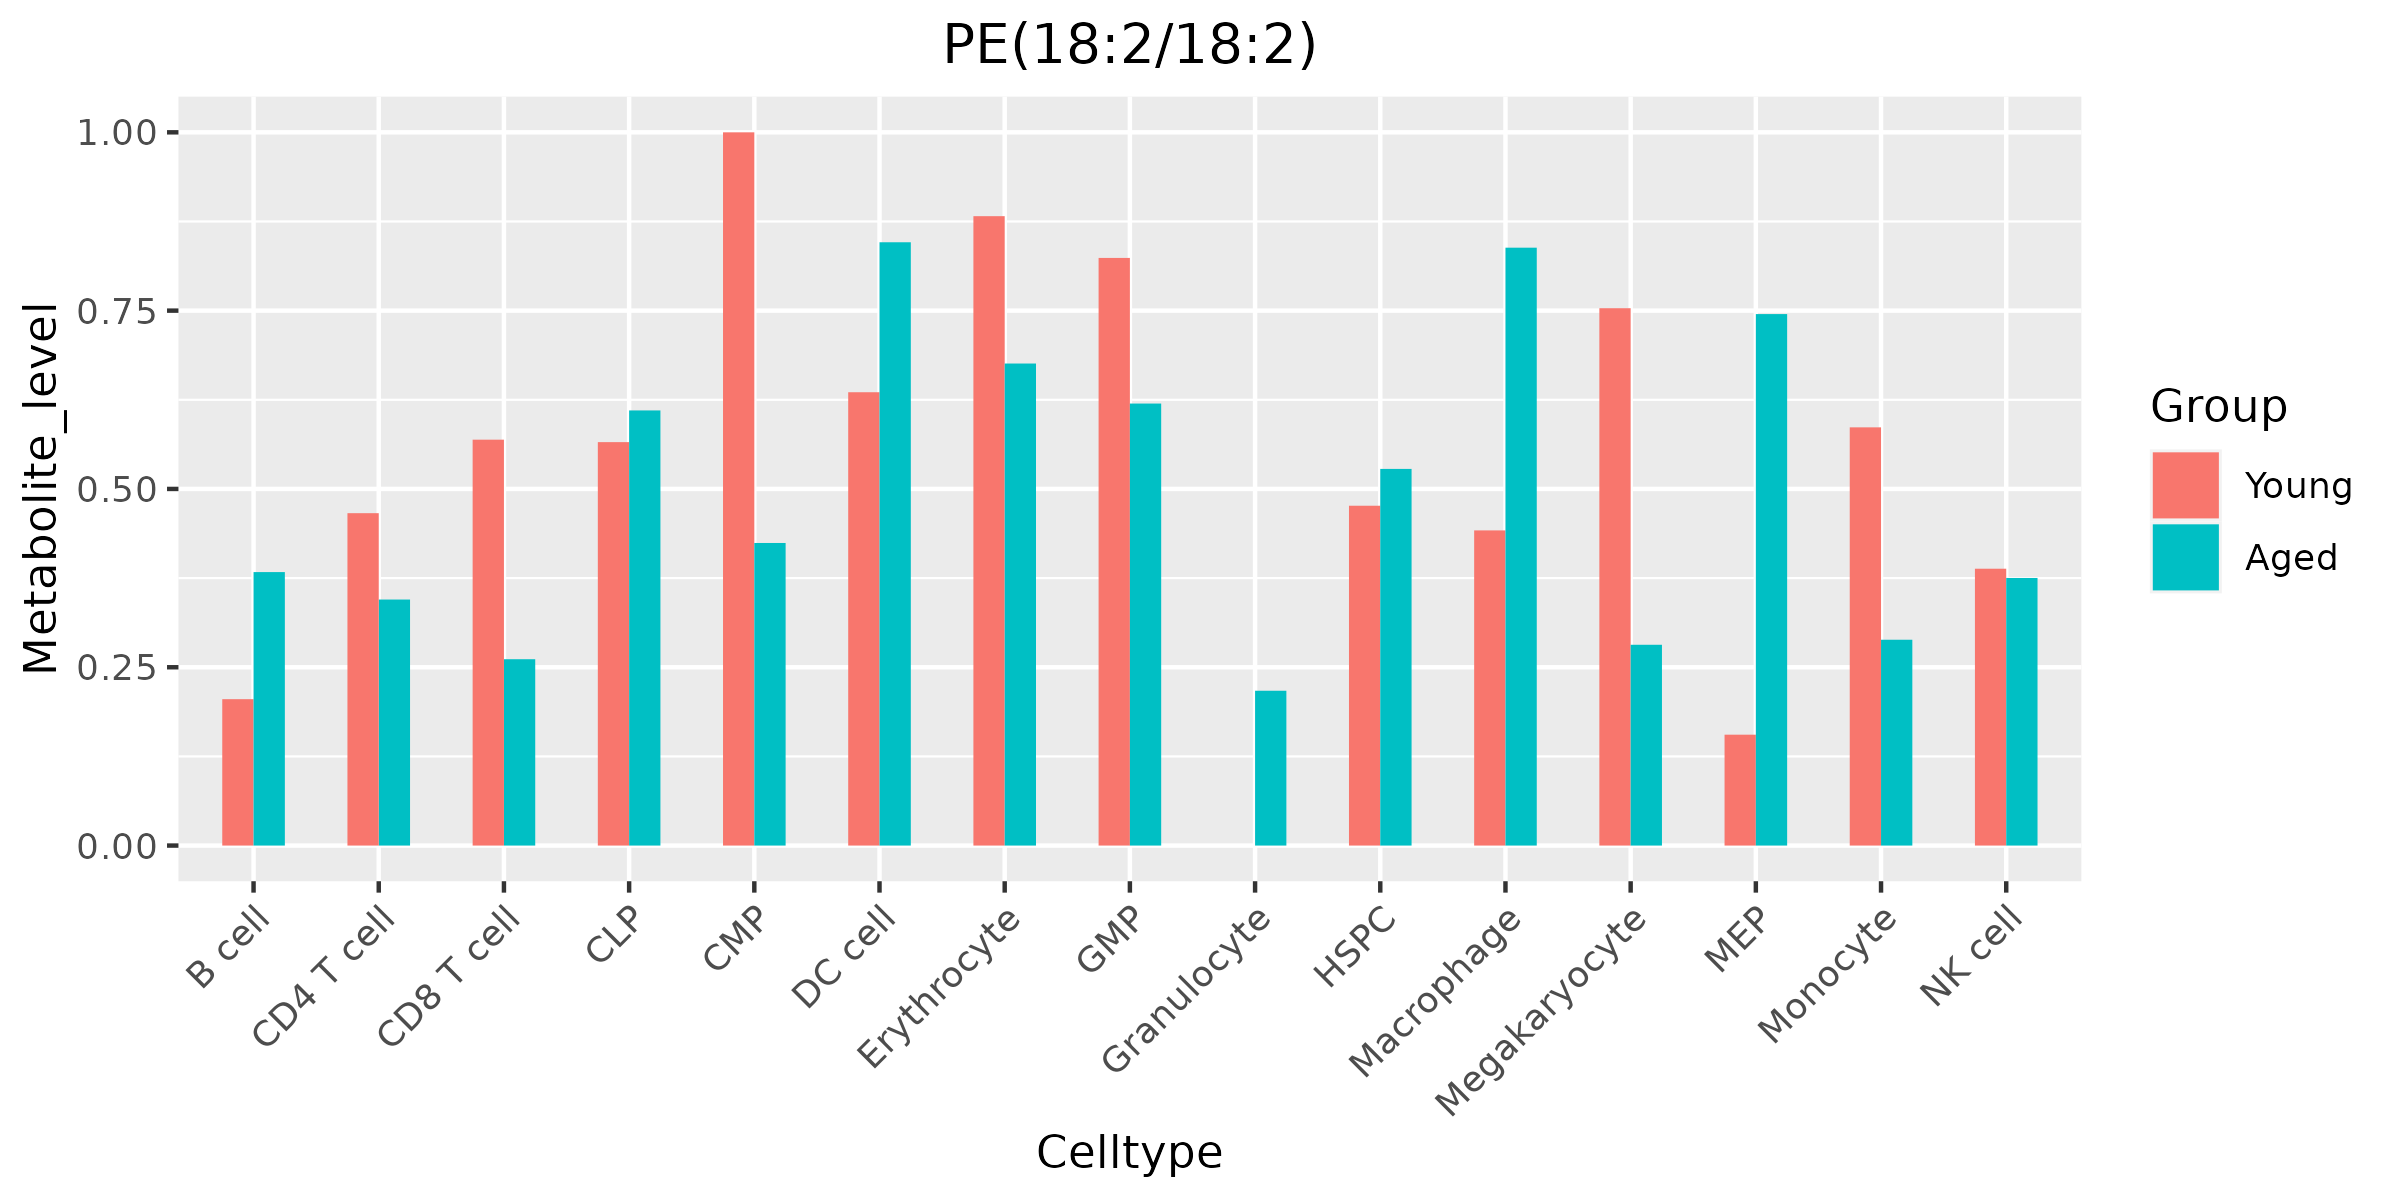 PE(18:2/18:2)
Metabolite_level
1.00
0.75
0.50
0.25
0.00
B cell
CD4 T cell
CD8 T cell
CLP
CMP
DC cell
Erythrocyte
GMP
Granulocyte
HSPC
Macrophage
Megakaryocyte
MEP
Monocyte
NK cell
Celltype
Group
Young
Aged